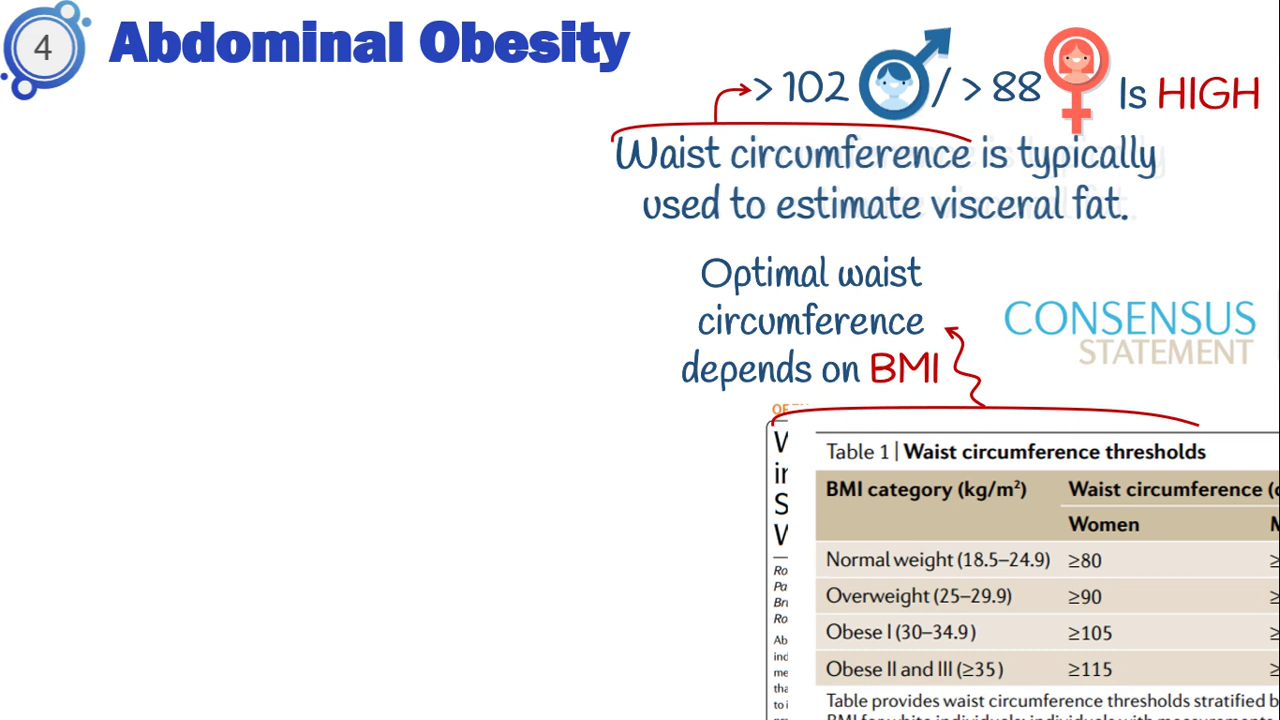 4 Abdominal Obesity
> 102 / > 88 Is HIGH
Waist circumference is typically
used to estimate visceral fat.
Optimal waist
circumference
depends on BMI
CONSENSUS
STATEMENT
Table 1 | Waist circumference thresholds
BMI category (kg/m²) Waist circumference (
Women
Normal weight (18.5–24.9) ≥80 ≥
Overweight (25–29.9) ≥90 ≥
Obese I (30–34.9) ≥105 ≥
Obese II and III (≥35) ≥115 ≥
Table provides waist circumference thresholds stratified b